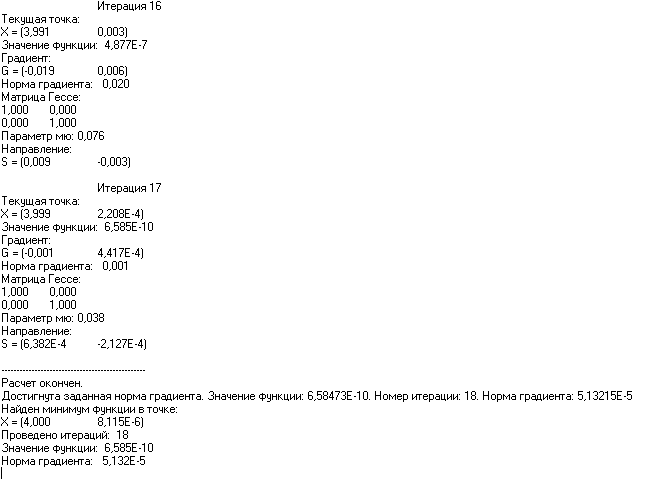 Итерация 16
Текущая точка:
X = (3,991 0,003)
Значение функции: 4,877E-7
Градиент:
G = (-0,019 0,006)
Норма градиента: 0,020
Матрица Гессе:
1,000 0,000
0,000 1,000
Параметр мю: 0,076
Направление:
S = (0,009 -0,003)
Итерация 17
Текущая точка:
X = (3,999 2,208E-4)
Значение функции: 6,585E-10
Градиент:
G = (-0,001 4,417E-4)
Норма градиента: 0,001
Матрица Гессе:
1,000 0,000
0,000 1,000
Параметр мю: 0,038
Направление:
S = (6,382E-4 -2,127E-4)
------------------------------------------------
Расчет окончен.
Достигнута заданная норма градиента. Значение функции: 6,58473E-10. Номер итерации: 18. Норма градиента: 5,13215E-5
Найден минимум функции в точке:
X = (4,000 8,115E-6)
Проведено итераций: 18
Значение функции: 6,585E-10
Норма градиента: 5,132E-5